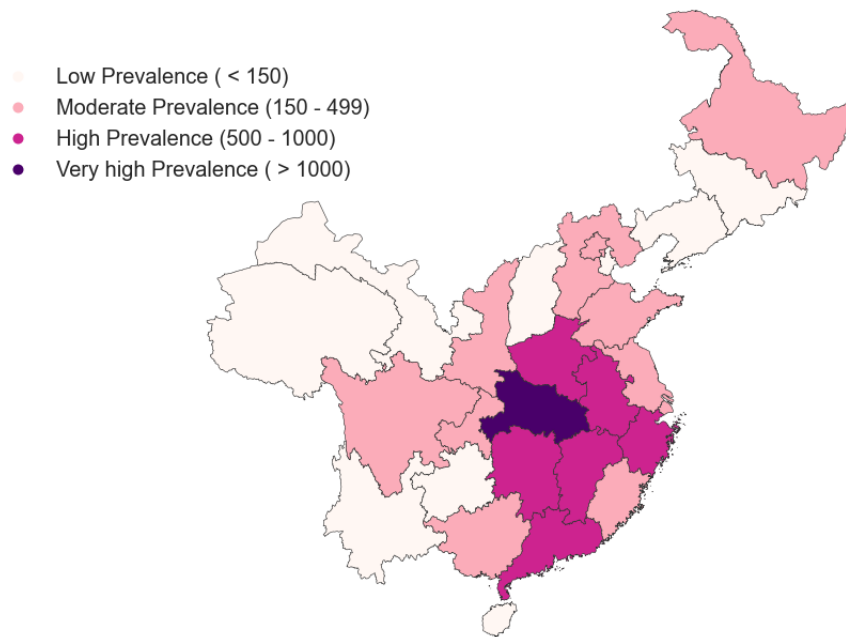 Low Prevalence ( < 150)
Moderate Prevalence (150 - 499)
High Prevalence (500 - 1000)
Very high Prevalence ( > 1000)